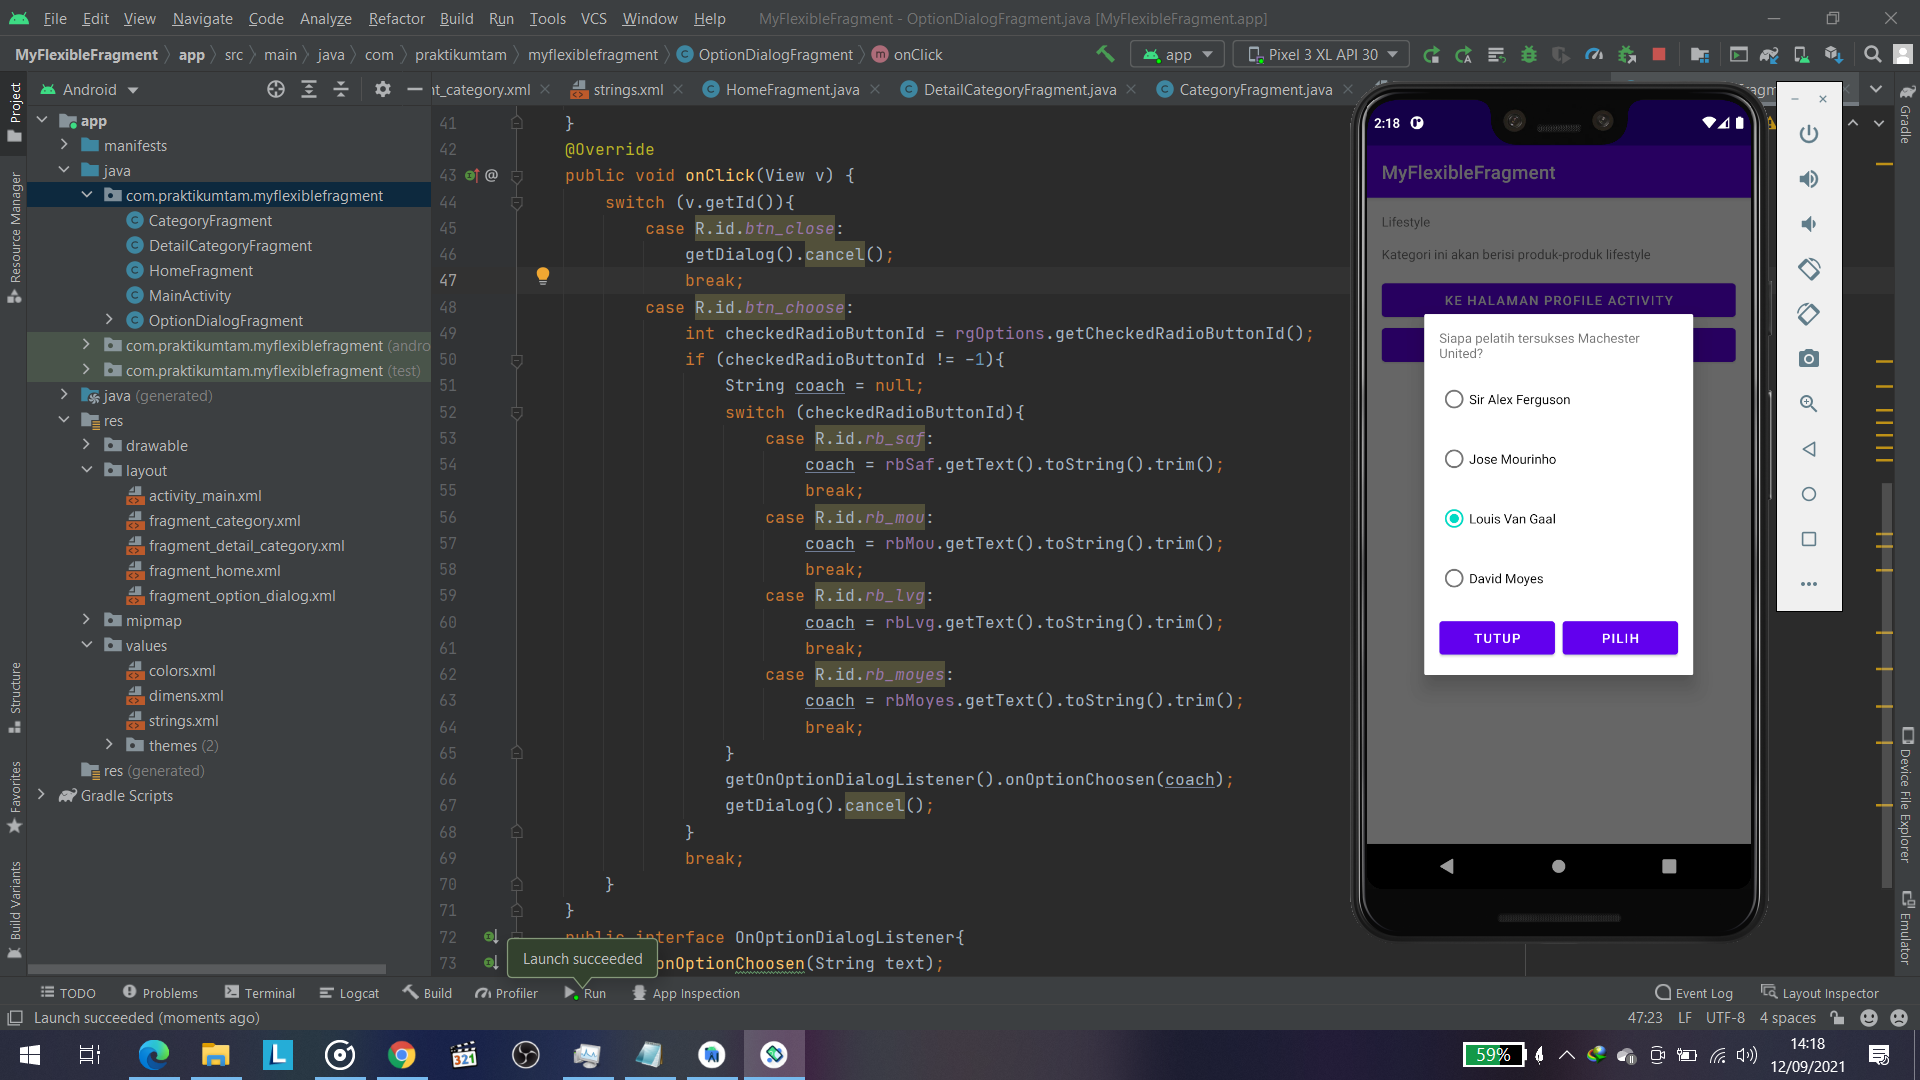 File Edit View Navigate Code Analyze Refactor Build Run Tools VCS Window Help MyFlexibleFragment - OptionDialogFragment.java [MyFlexibleFragment.app]
MyFlexibleFragment app src main java com praktikumtam myflexiblefragment OptionDialogFragment onClick app Pixel 3 XL API 30
Android
t_category.xml strings.xml HomeFragment.java DetailCategoryFragment.java CategoryFragment.java
Project
Resource Manager
Structure
Favorites
Build Variants
app
manifests
java
com.praktikumtam.myflexiblefragment
CategoryFragment
DetailCategoryFragment
HomeFragment
MainActivity
OptionDialogFragment
com.praktikumtam.myflexiblefragment (andro
com.praktikumtam.myflexiblefragment (test)
java (generated)
res
drawable
layout
activity_main.xml
fragment_category.xml
fragment_detail_category.xml
fragment_home.xml
fragment_option_dialog.xml
mipmap
values
colors.xml
dimens.xml
strings.xml
themes (2)
res (generated)
Gradle Scripts
41 }
42 @Override
43 public void onClick(View v) {
44 switch (v.getId()){
45 case R.id.btn_close:
46 getDialog().cancel();
47 break;
48 case R.id.btn_choose:
49 int checkedRadioButtonId = rgOptions.getCheckedRadioButtonId();
50 if (checkedRadioButtonId != -1){
51 String coach = null;
52 switch (checkedRadioButtonId){
53 case R.id.rb_saf:
54 coach = rbSaf.getText().toString().trim();
55 break;
56 case R.id.rb_mou:
57 coach = rbMou.getText().toString().trim();
58 break;
59 case R.id.rb_lvg:
60 coach = rbLvg.getText().toString().trim();
61 break;
62 case R.id.rb_moyes:
63 coach = rbMoyes.getText().toString().trim();
64 break;
65 }
66 getOnOptionDialogListener().onOptionChoosen(coach);
67 getDialog().cancel();
68 }
69 break;
70 }
71 }
72 public interface OnOptionDialogListener{
73 onOptionChoosen(String text);
Launch succeeded
2:18
MyFlexibleFragment
Lifestyle
Kategori ini akan berisi produk-produk lifestyle
KE HALAMAN PROFILE ACTIVITY
Siapa pelatih tersukses Machester
United?
Sir Alex Ferguson
Jose Mourinho
Louis Van Gaal
David Moyes
TUTUP PILIH
Gradle
Device File Explorer
Emulator
TODO Problems Terminal Logcat Build Profiler Run App Inspection Event Log Layout Inspector
Launch succeeded (moments ago) 47:23 LF UTF-8 4 spaces
L 321 59% 14:18
12/09/2021